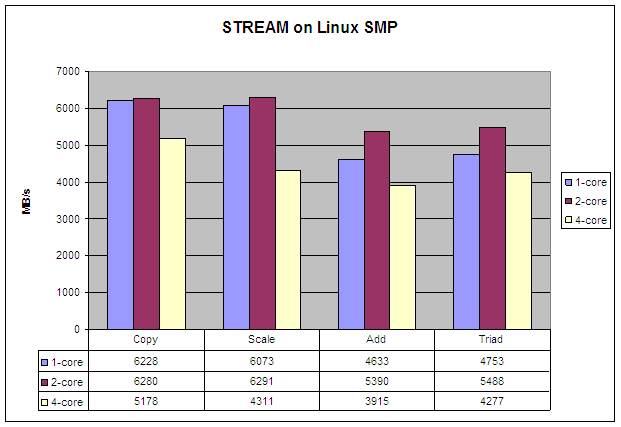 STREAM on Linux SMP
7000
6000
5000
4000
3000
2000
1000
0
MB/s
1-core
2-core
4-core
Copy Scale Add Triad
1-core 6228 6073 4633 4753
2-core 6280 6291 5390 5488
4-core 5178 4311 3915 4277